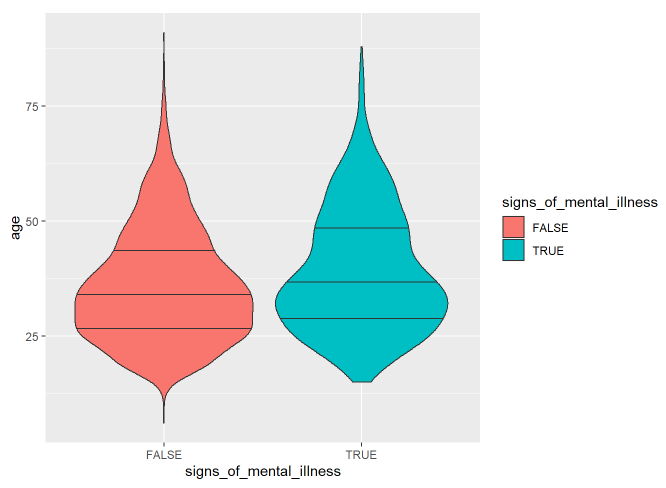 75
50
25
age
FALSE
TRUE
signs_of_mental_illness
signs_of_mental_illness
FALSE
TRUE